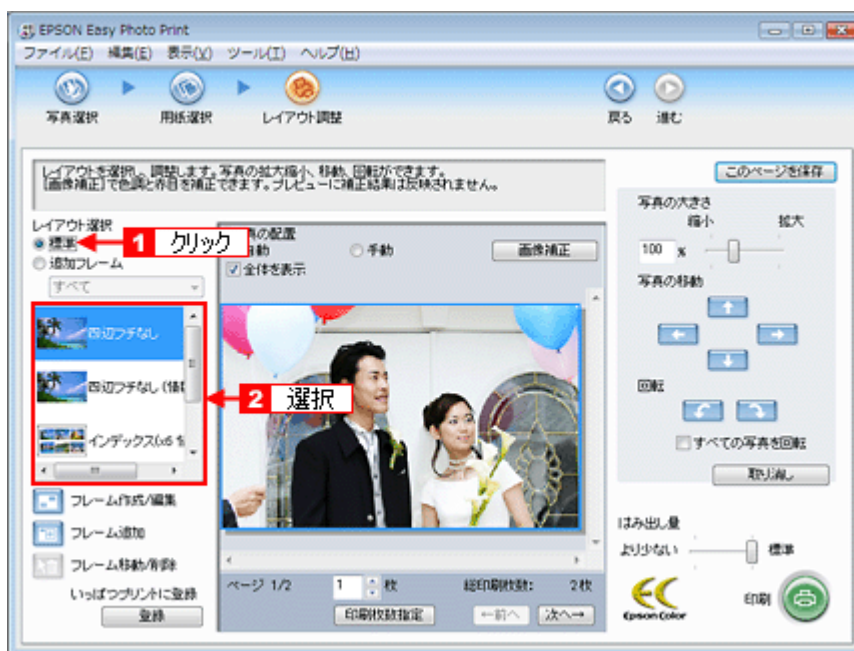 EPSON Easy Photo Print
ファイル(F) 編集(E) 表示(V) ツール(T) ヘルプ(H)
写真選択 用紙選択 レイアウト調整 戻る 進む
レイアウトを選択し、調整します。写真の拡大縮小、移動、回転ができます。
[画像補正]で色調と赤目を補正できます。プレビューに補正結果は反映されません。
このページを保存
レイアウト選択
標準
1 クリック
追加フレーム
すべて
四辺フチなし
四辺フチなし (情
インデックス(x6
2 選択
フレーム作成/編集
フレーム追加
フレーム移動/削除
いっぱつプリントに登録
登録
の配置
手動
画像補正
全体を表示
ページ 1/2 1 枚 総印刷枚数: 2枚
印刷枚数指定 ←前へ 次へ→
写真の大きさ
縮小 拡大
100 %
写真の移動
回転
すべての写真を回転
取り消し
はみ出し量
より少ない 標準
Epson Color
印刷